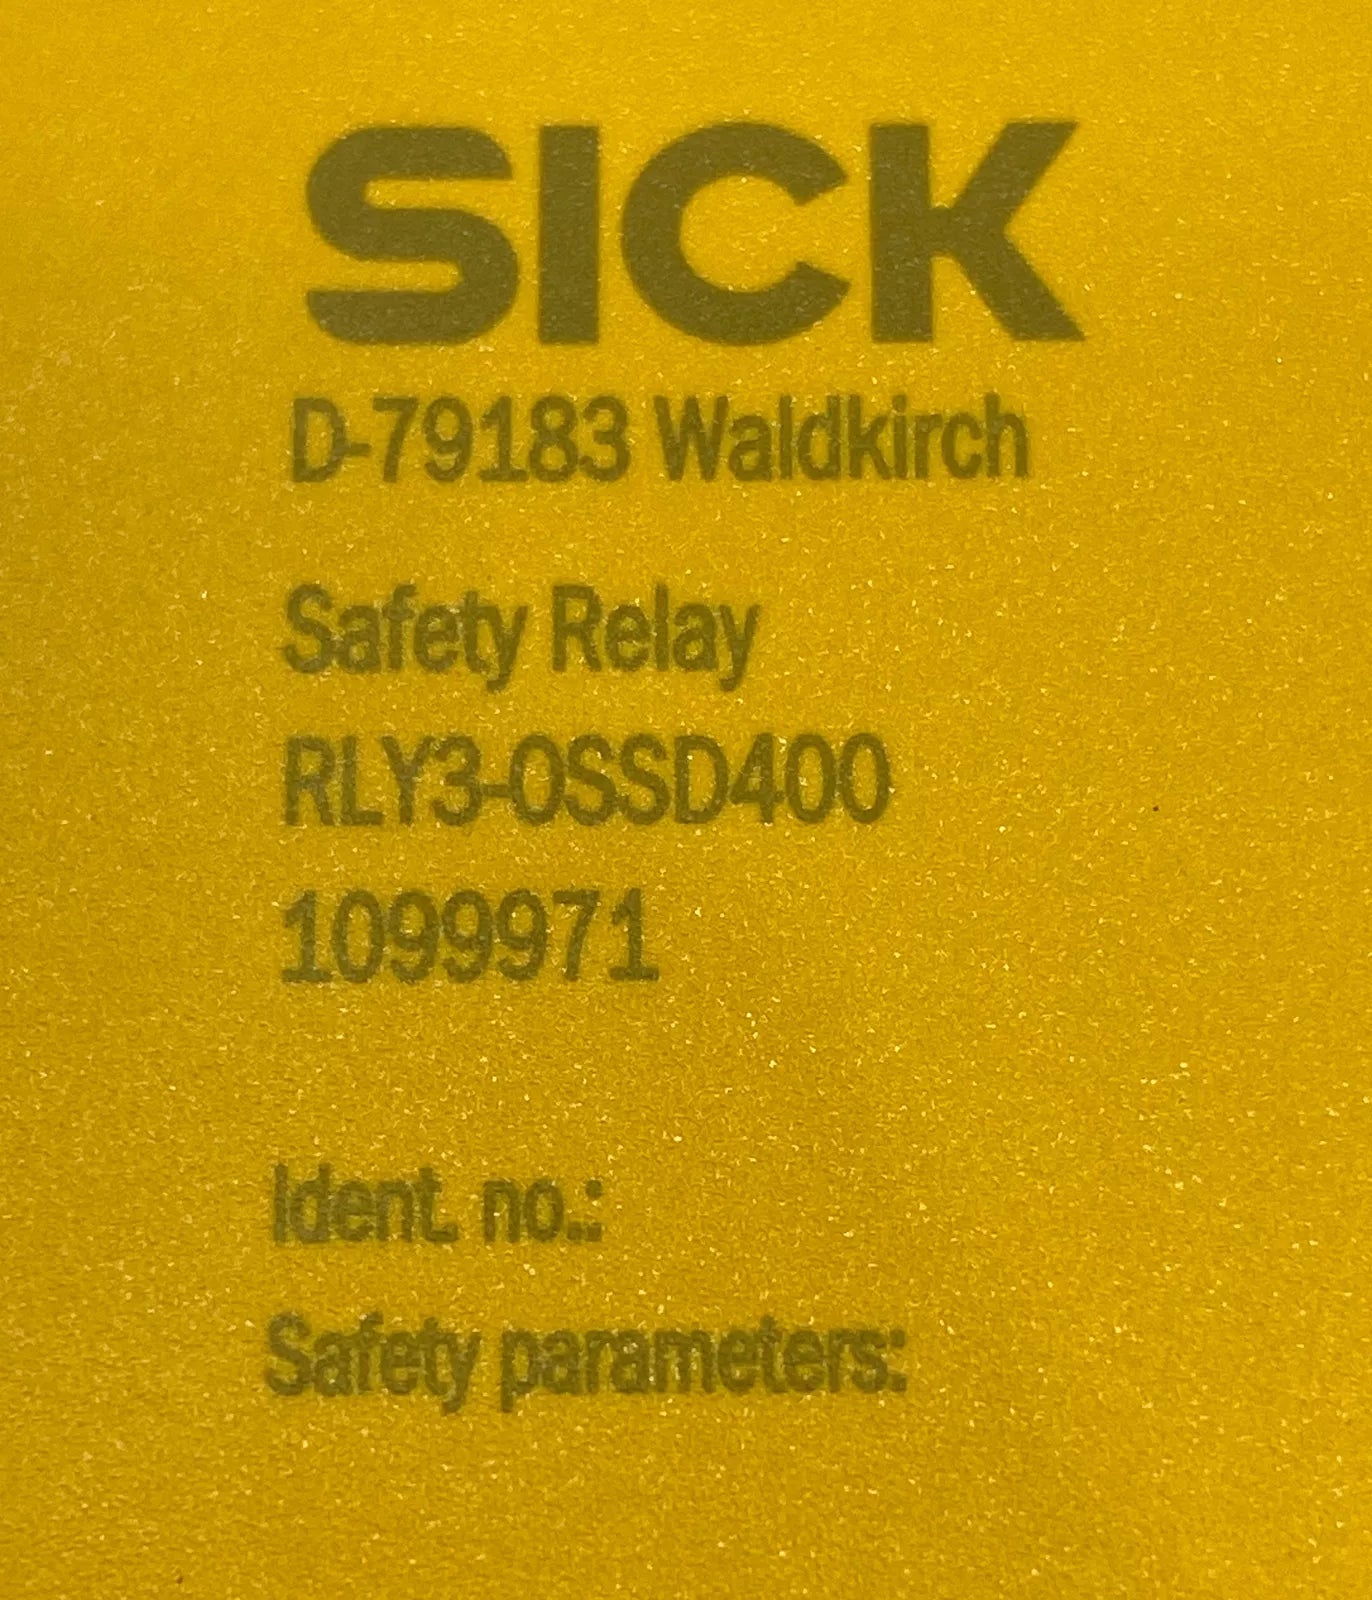 SICK
D-79183 Waldkirch
Safety Relay
RLY3-OSSD400
1099971
Ident. no.:
Safety parameters: